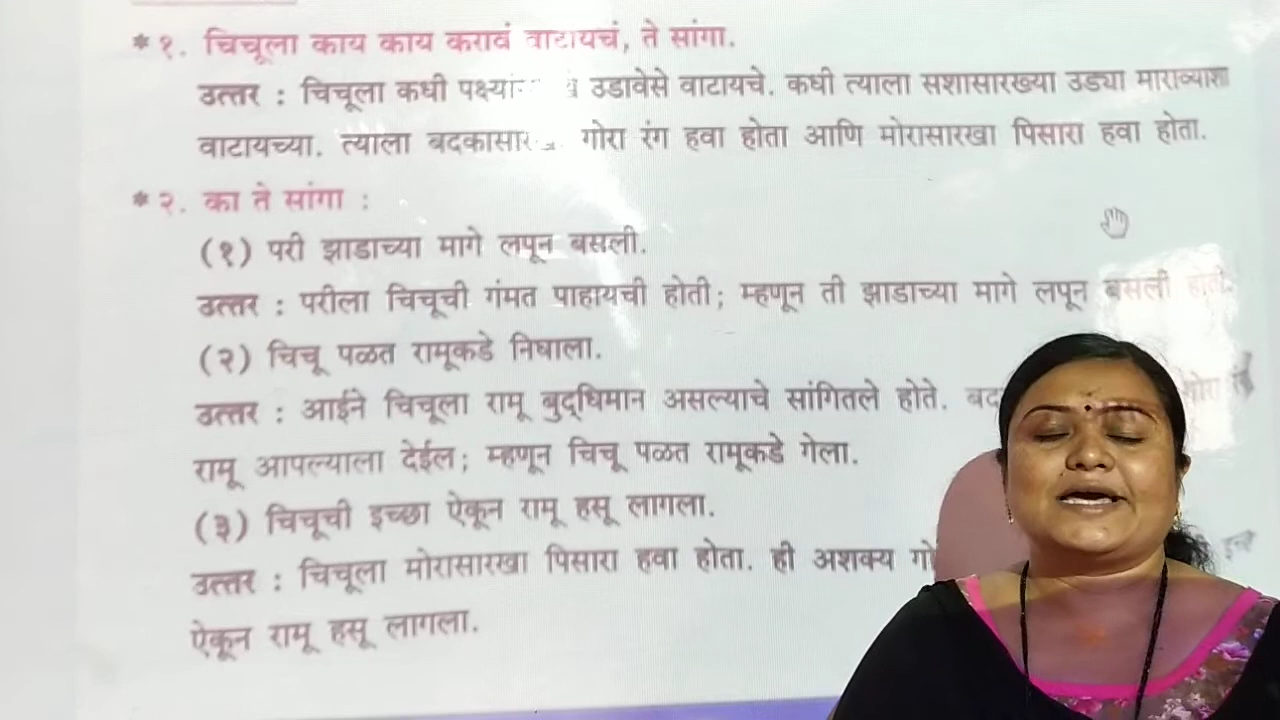 * १. चिचूला काय काय करावं वाटायचं, ते सांगा.
उत्तर : चिचूला कधी उडावेसे वाटायचे. कधी त्याला सशासारख्या उड्या माराव्याशा
वाटायच्या. त्याला गोरा रंग हवा होता आणि मोरासारखा पिसारा हवा होता.
* २. का ते सांगा :
(१) परी झाडाच्या मागे लपून बसली.
उत्तर : परीला चिचूची गंमत पाहायची होती; म्हणून ती झाडाच्या मागे लपून बसली होती.
(२) चिचू पळत रामूकडे निघाला.
उत्तर : आईने चिचूला रामू बुद्धिमान असल्याचे सांगितले होते. गोरा
रामू आपल्याला देईल; म्हणून चिचू पळत रामूकडे गेला.
(३) चिचूची इच्छा ऐकून रामू हसू लागला.
उत्तर : चिचूला मोरासारखा पिसारा हवा होता. ही अशक्य
ऐकून रामू हसू लागला.